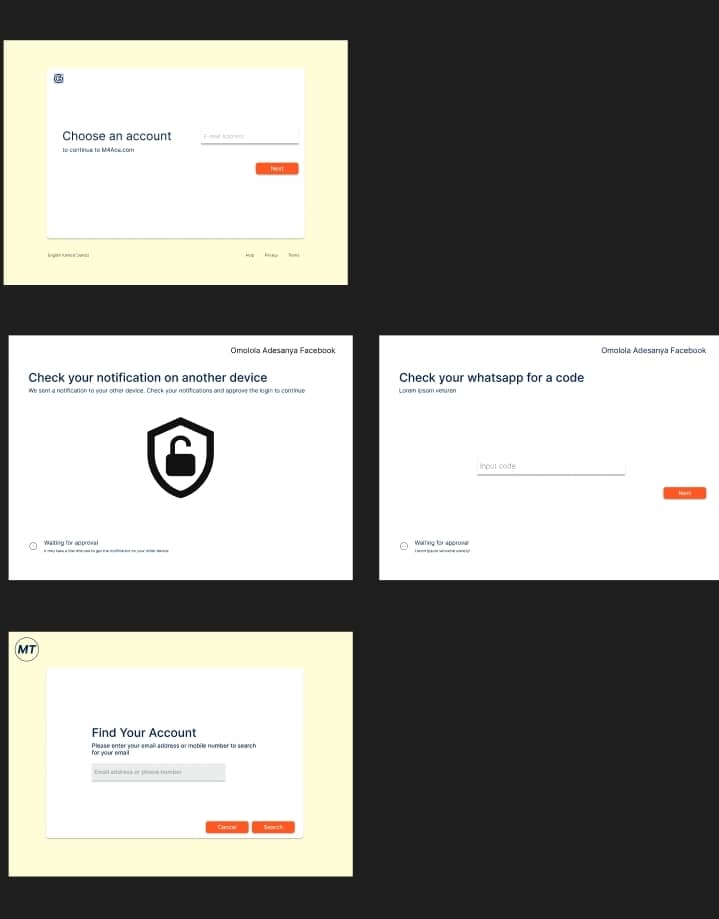 Choose an account
to continue to M4Ace.com
E-mail Address
Next
English (United States)
Help Privacy Terms
Omolola Adesanya Facebook
Check your notification on another device
We sent a notification to your other device. Check your notifications and approve the login to continue
Waiting for approval
It may take a few minutes to get the notification on your other device
Omolola Adesanya Facebook
Check your whatsapp for a code
Lorem ipsom
Input code
Next
Waiting for approval
MT
Find Your Account
Please enter your email address or mobile number to search
for your email
Email address or phone number
Cancel Search